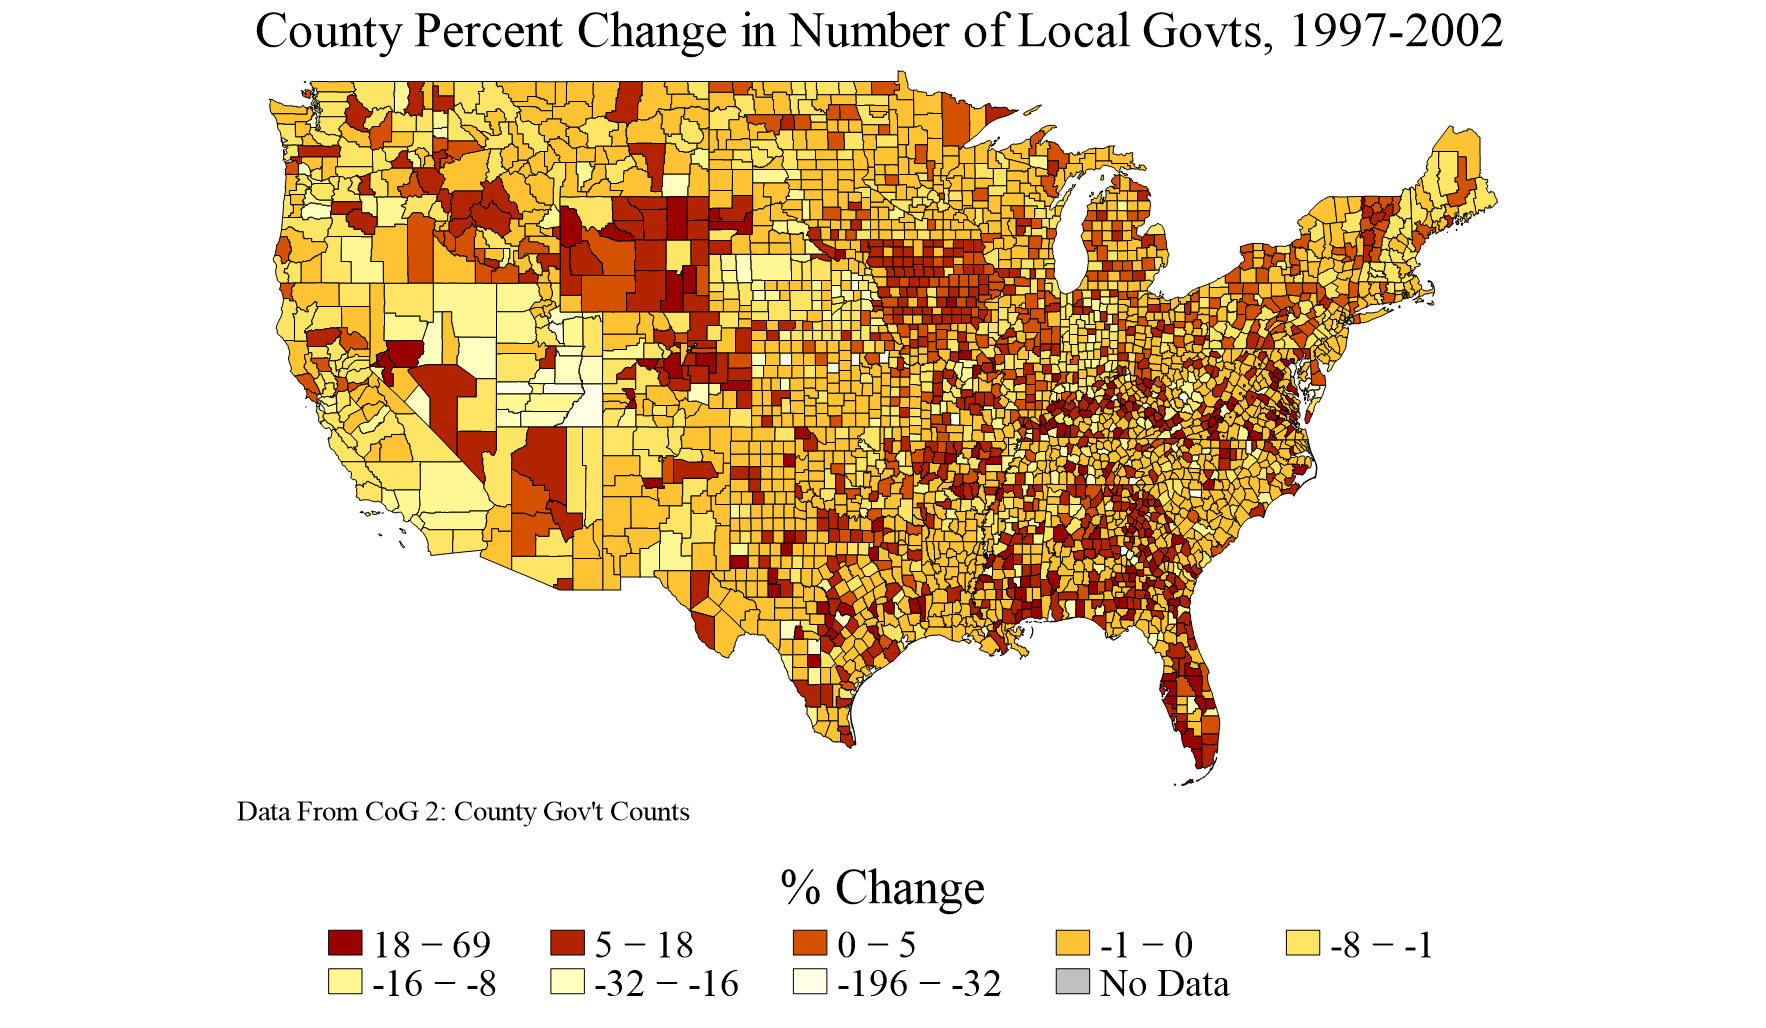 County Percent Change in Number of Local Govts, 1997-2002
Data From CoG 2: County Gov't Counts
% Change
18 − 69 5 − 18 0 − 5 -1 − 0 -8 − -1
-16 − -8 -32 − -16 -196 − -32 No Data